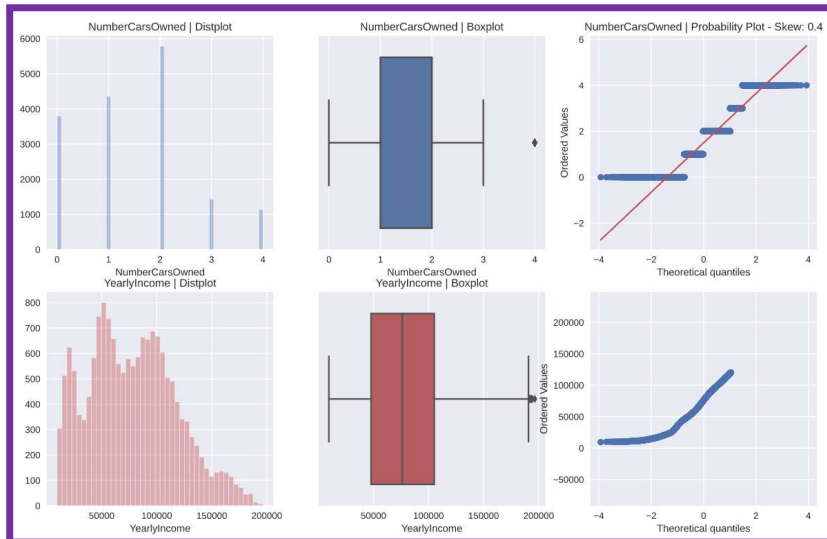 NumberCarsOwned | Distplot
6000
5000
4000
3000
2000
1000
0
0 1 2 3 4
NumberCarsOwned
NumberCarsOwned | Boxplot
0 1 2 3 4
NumberCarsOwned
NumberCarsOwned | Probability Plot - Skew: 0.4
Ordered Values
6
4
2
0
−2
−4 −2 0 2 4
Theoretical quantiles
YearlyIncome | Distplot
800
700
600
500
400
300
200
100
0
50000 100000 150000 200000
YearlyIncome
YearlyIncome | Boxplot
50000 100000 150000 200000
YearlyIncome
Ordered Values
200000
150000
100000
50000
0
−50000
−4 −2 0 2 4
Theoretical quantiles